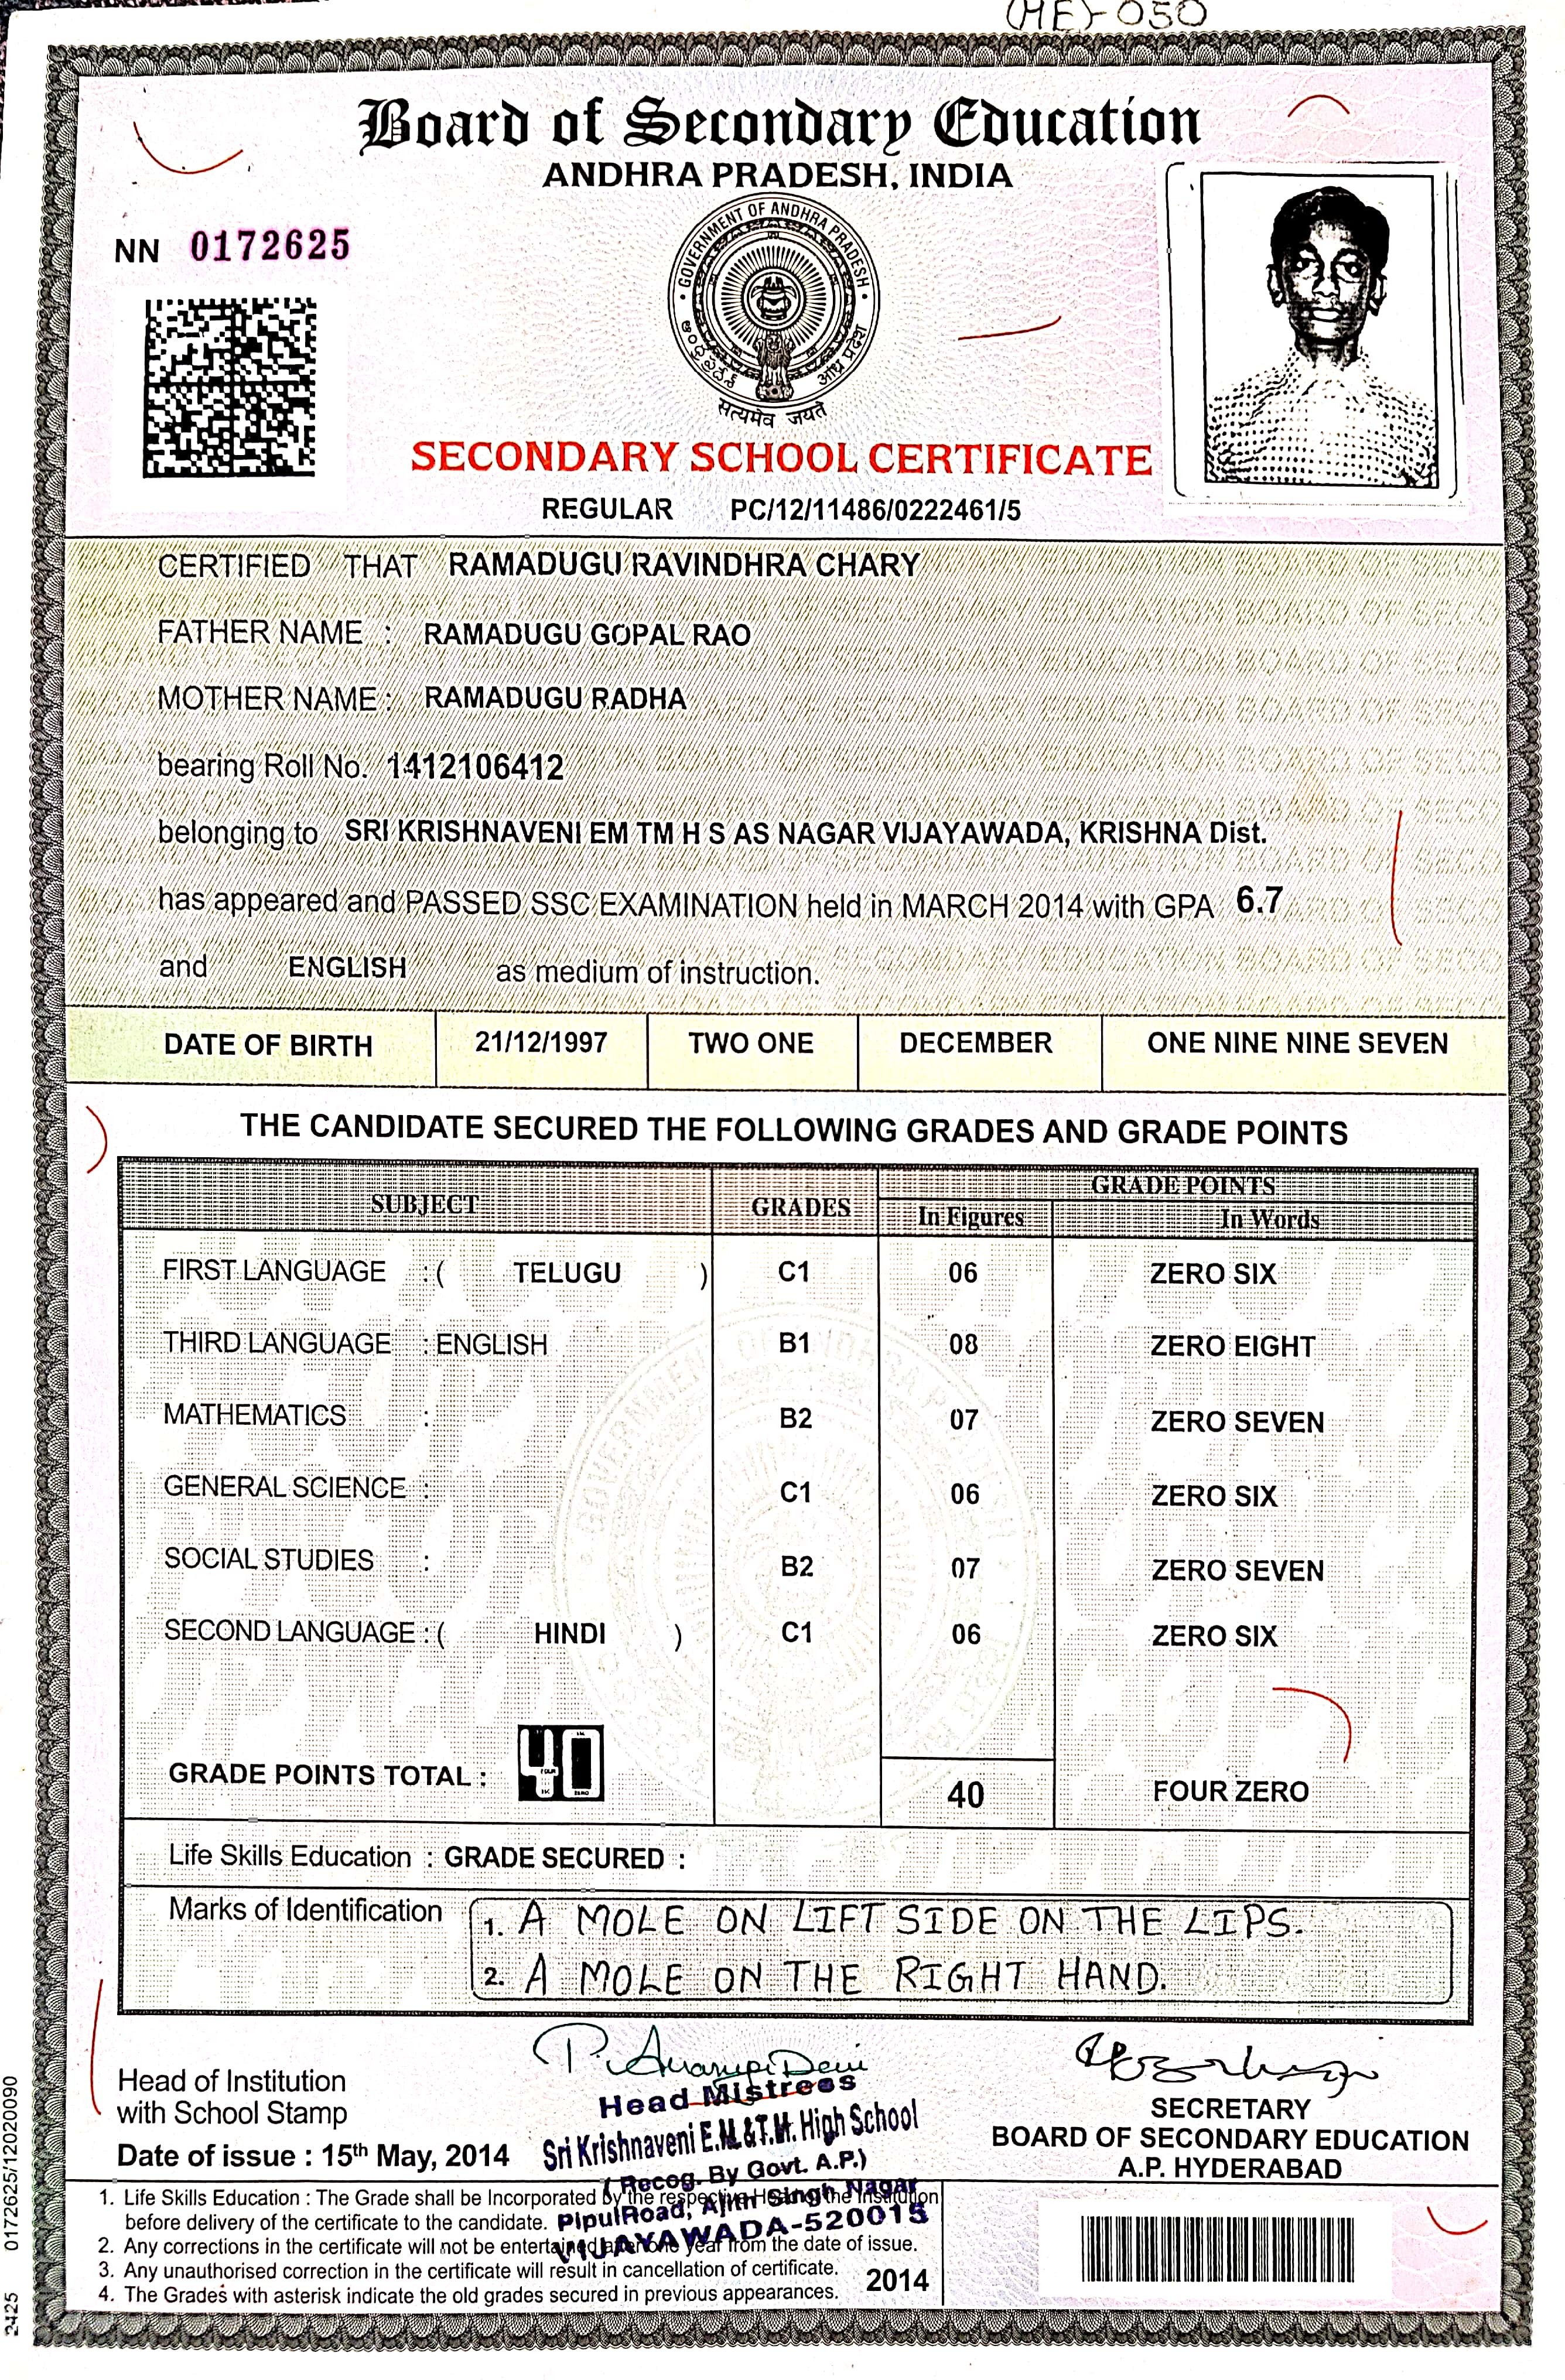 (ME)-050
Board of Secondary Education
ANDHRA PRADESH, INDIA
NN 0172625
GOVERNMENT OF ANDHRA PRADESH
ఆంధ్రప్రదేశ్
आंध्र प्रदेश
सत्यमेव जयते
SECONDARY SCHOOL CERTIFICATE
REGULAR PC/12/11486/0222461/5
CERTIFIED THAT RAMADUGU RAVINDHRA CHARY
FATHER NAME : RAMADUGU GOPAL RAO
MOTHER NAME : RAMADUGU RADHA
bearing Roll No. 1412106412
belonging to SRI KRISHNAVENI EM TM H S AS NAGAR VIJAYAWADA, KRISHNA Dist.
has appeared and PASSED SSC EXAMINATION held in MARCH 2014 with GPA 6.7
and ENGLISH as medium of instruction.
DATE OF BIRTH 21/12/1997 TWO ONE DECEMBER ONE NINE NINE SEVEN
THE CANDIDATE SECURED THE FOLLOWING GRADES AND GRADE POINTS
SUBJECT GRADES GRADE POINTS
In Figures In Words
FIRST LANGUAGE : ( TELUGU ) C1 06 ZERO SIX
THIRD LANGUAGE : ENGLISH B1 08 ZERO EIGHT
MATHEMATICS : B2 07 ZERO SEVEN
GENERAL SCIENCE : C1 06 ZERO SIX
SOCIAL STUDIES : B2 07 ZERO SEVEN
SECOND LANGUAGE : ( HINDI ) C1 06 ZERO SIX
GRADE POINTS TOTAL : 40 40 FOUR ZERO
Life Skills Education : GRADE SECURED :
Marks of Identification 1. A MOLE ON LIFT SIDE ON THE LIPS.
2. A MOLE ON THE RIGHT HAND.
Head of Institution
with School Stamp
Date of issue : 15th May, 2014
Head Mistrees
Sri Krishnaveni E.M.&T.M. High School
( Recog. By Govt. A.P.)
PipulRoad, Ajith Singh Nagar
VIJAYAWADA-520015
SECRETARY
BOARD OF SECONDARY EDUCATION
A.P. HYDERABAD
1. Life Skills Education : The Grade shall be Incorporated by the respective Head of the Institution
before delivery of the certificate to the candidate.
2. Any corrections in the certificate will not be entertained after one year from the date of issue.
3. Any unauthorised correction in the certificate will result in cancellation of certificate.
4. The Grades with asterisk indicate the old grades secured in previous appearances.
2014
2425 0172625/12020090